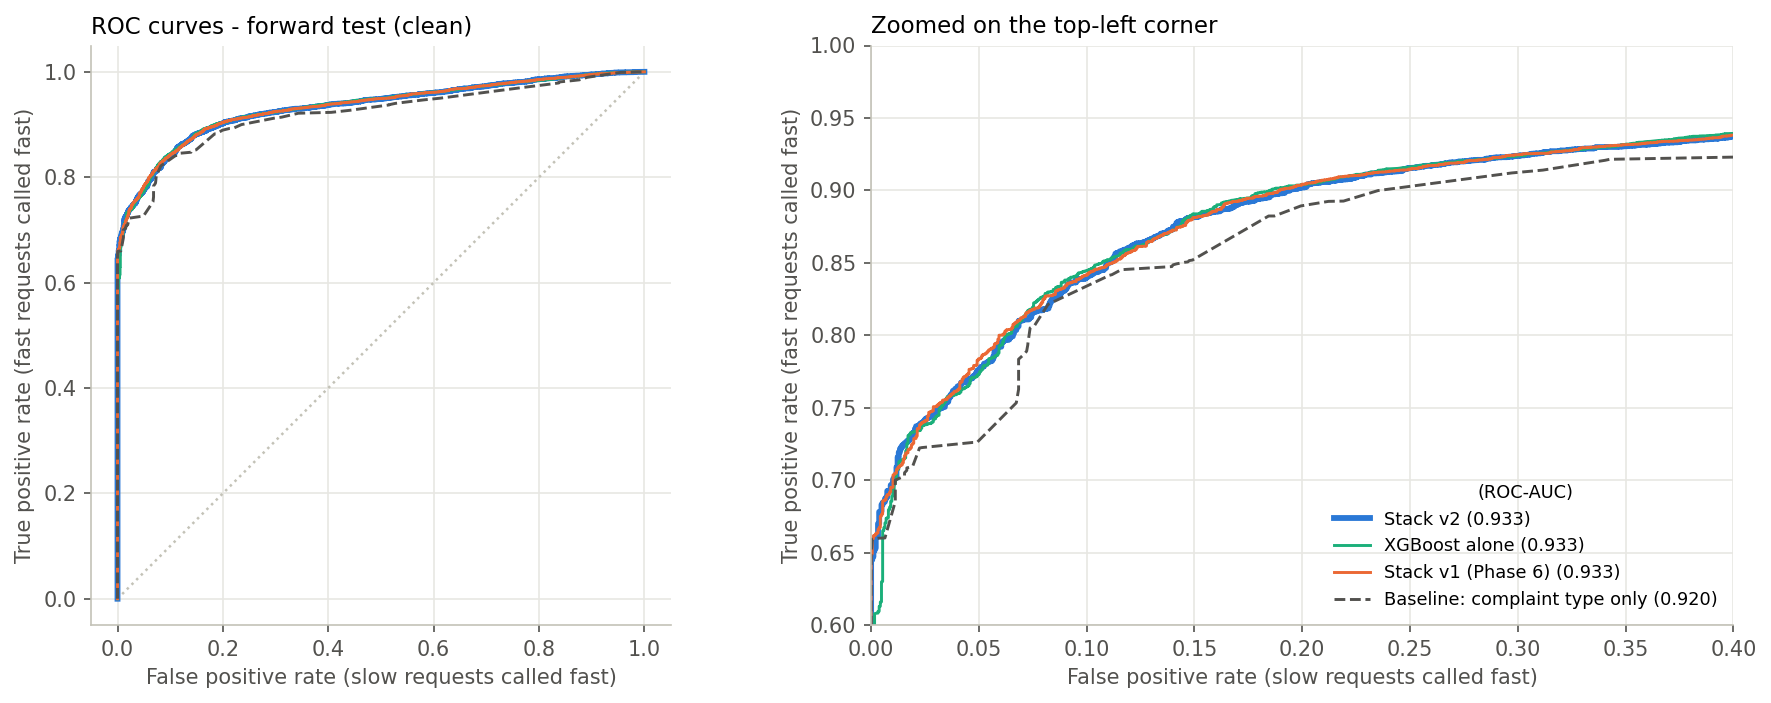 ROC curves - forward test (clean)
True positive rate (fast requests called fast)
1.0
0.8
0.6
0.4
0.2
0.0
0.0 0.2 0.4 0.6 0.8 1.0
False positive rate (slow requests called fast)
Zoomed on the top-left corner
True positive rate (fast requests called fast)
1.00
0.95
0.90
0.85
0.80
0.75
0.70
0.65
0.60
(ROC-AUC)
Stack v2 (0.933)
XGBoost alone (0.933)
Stack v1 (Phase 6) (0.933)
Baseline: complaint type only (0.920)
0.00 0.05 0.10 0.15 0.20 0.25 0.30 0.35 0.40
False positive rate (slow requests called fast)